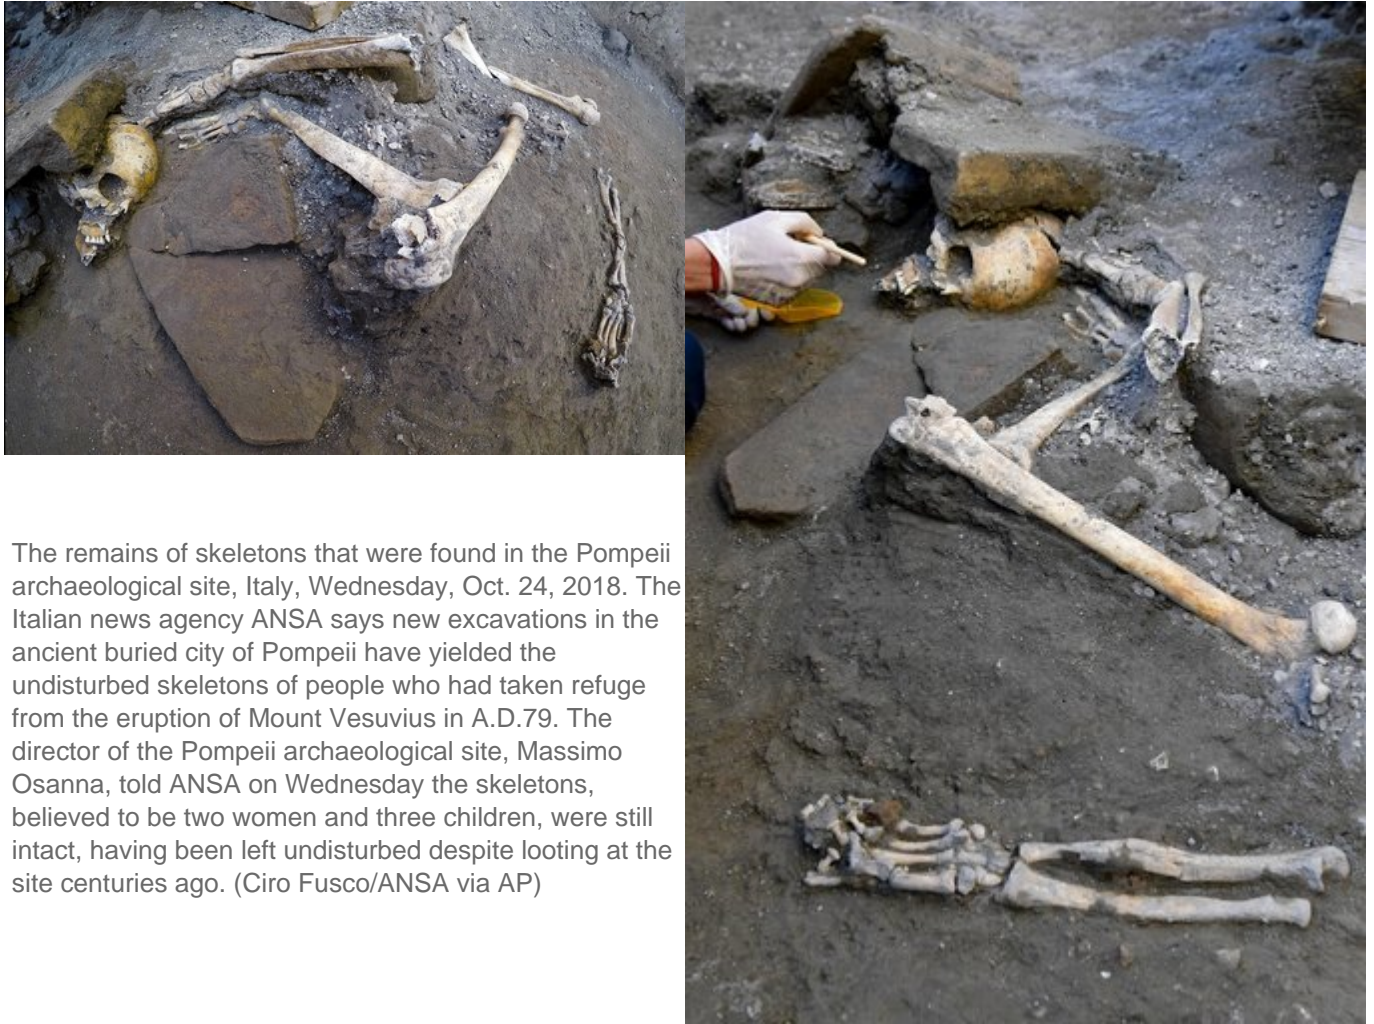 The remains of skeletons that were found in the Pompeii
archaeological site, Italy, Wednesday, Oct. 24, 2018. The
Italian news agency ANSA says new excavations in the
ancient buried city of Pompeii have yielded the
undisturbed skeletons of people who had taken refuge
from the eruption of Mount Vesuvius in A.D.79. The
director of the Pompeii archaeological site, Massimo
Osanna, told ANSA on Wednesday the skeletons,
believed to be two women and three children, were still
intact, having been left undisturbed despite looting at the
site centuries ago. (Ciro Fusco/ANSA via AP)